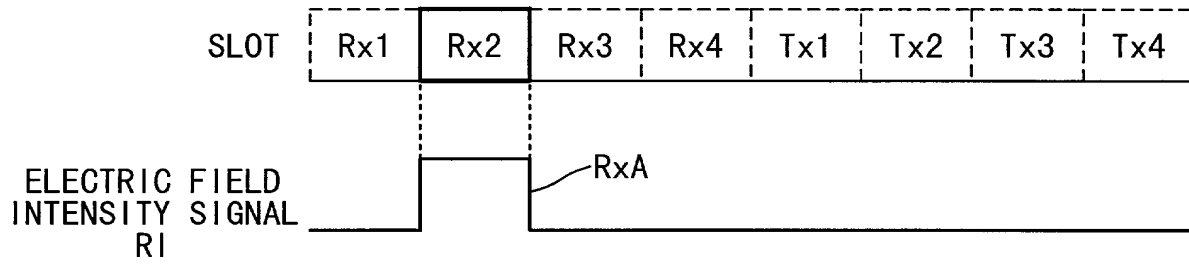 SLOT Rx1 Rx2 Rx3 Rx4 Tx1 Tx2 Tx3 Tx4
RxA
ELECTRIC FIELD
INTENSITY SIGNAL
RI